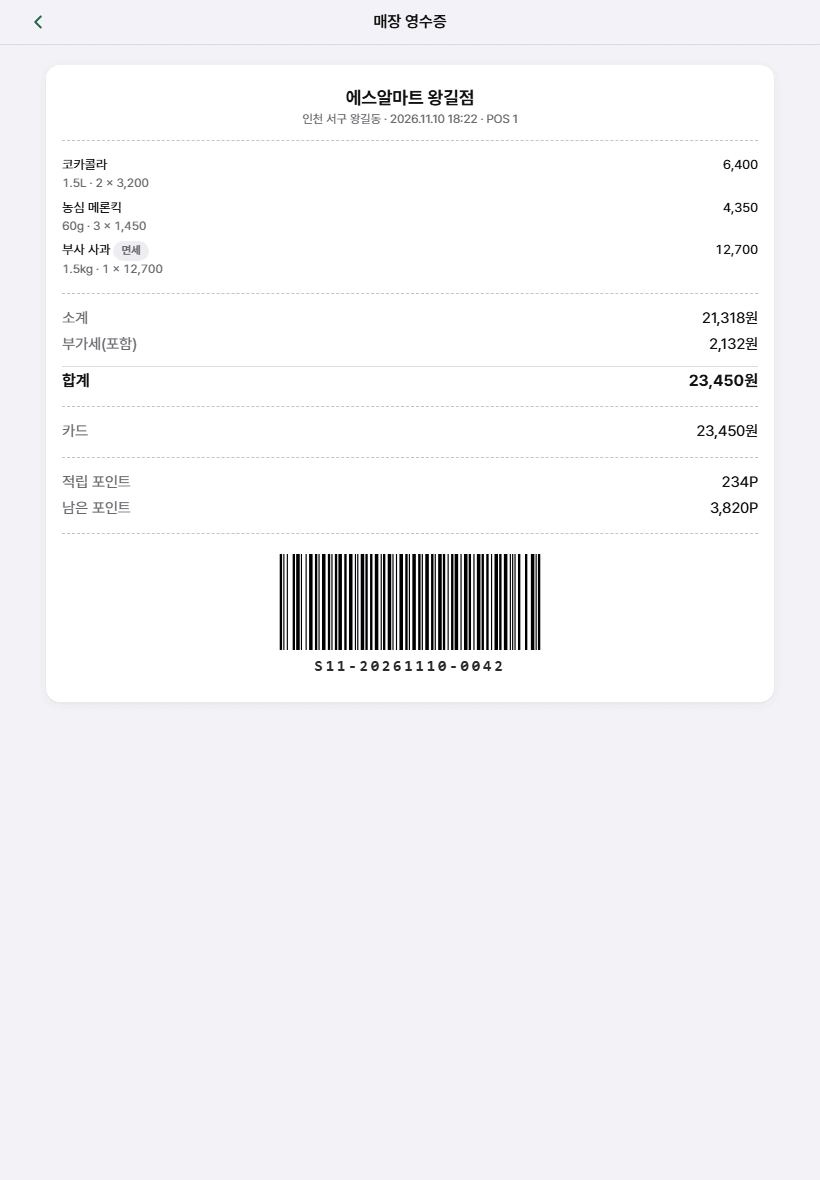 매장 영수증
에스알마트 왕길점
인천 서구 왕길동 · 2026.11.10 18:22 · POS 1
코카콜라 6,400
1.5L · 2 × 3,200
농심 메론킥 4,350
60g · 3 × 1,450
부사 사과 면세 12,700
1.5kg · 1 × 12,700
소계 21,318원
부가세(포함) 2,132원
합계 23,450원
카드 23,450원
적립 포인트 234P
남은 포인트 3,820P
S11-20261110-0042